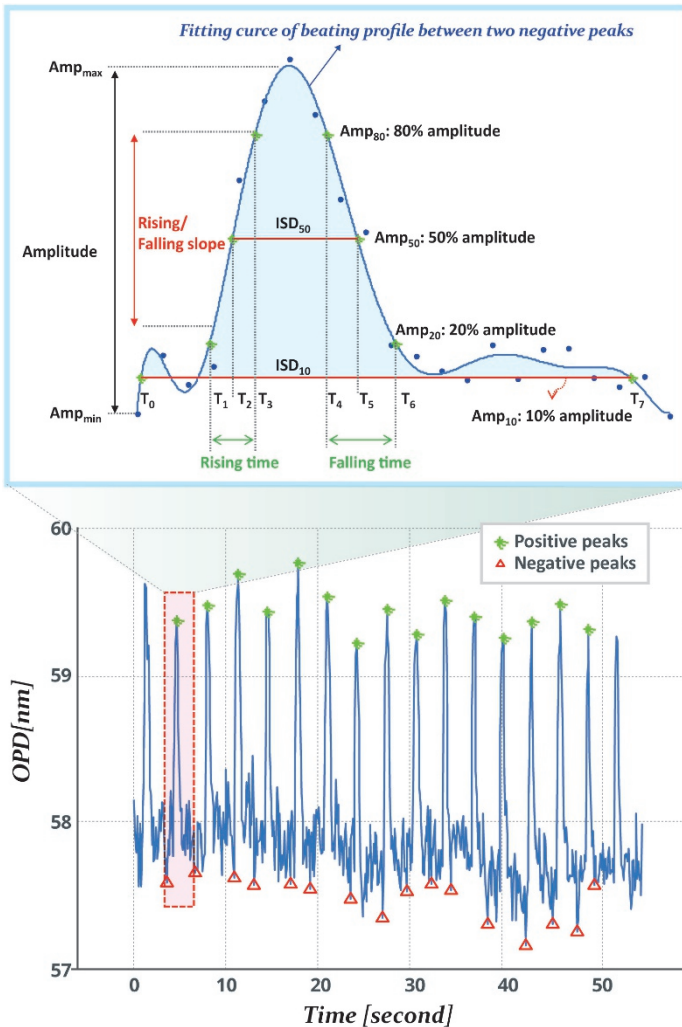 Fitting curve of beating profile between two negative peaks
Amp_max
Amp_80: 80% amplitude
Rising/
Falling slope
ISD_50
Amplitude
Amp_50: 50% amplitude
Amp_20: 20% amplitude
ISD_10
T_0 T_1 T_2 T_3 T_4 T_5 T_6 T_7
Amp_min
Amp_10: 10% amplitude
Rising time Falling time
60
Positive peaks
Negative peaks
59
OPD[nm]
58
57
0 10 20 30 40 50
Time [second]